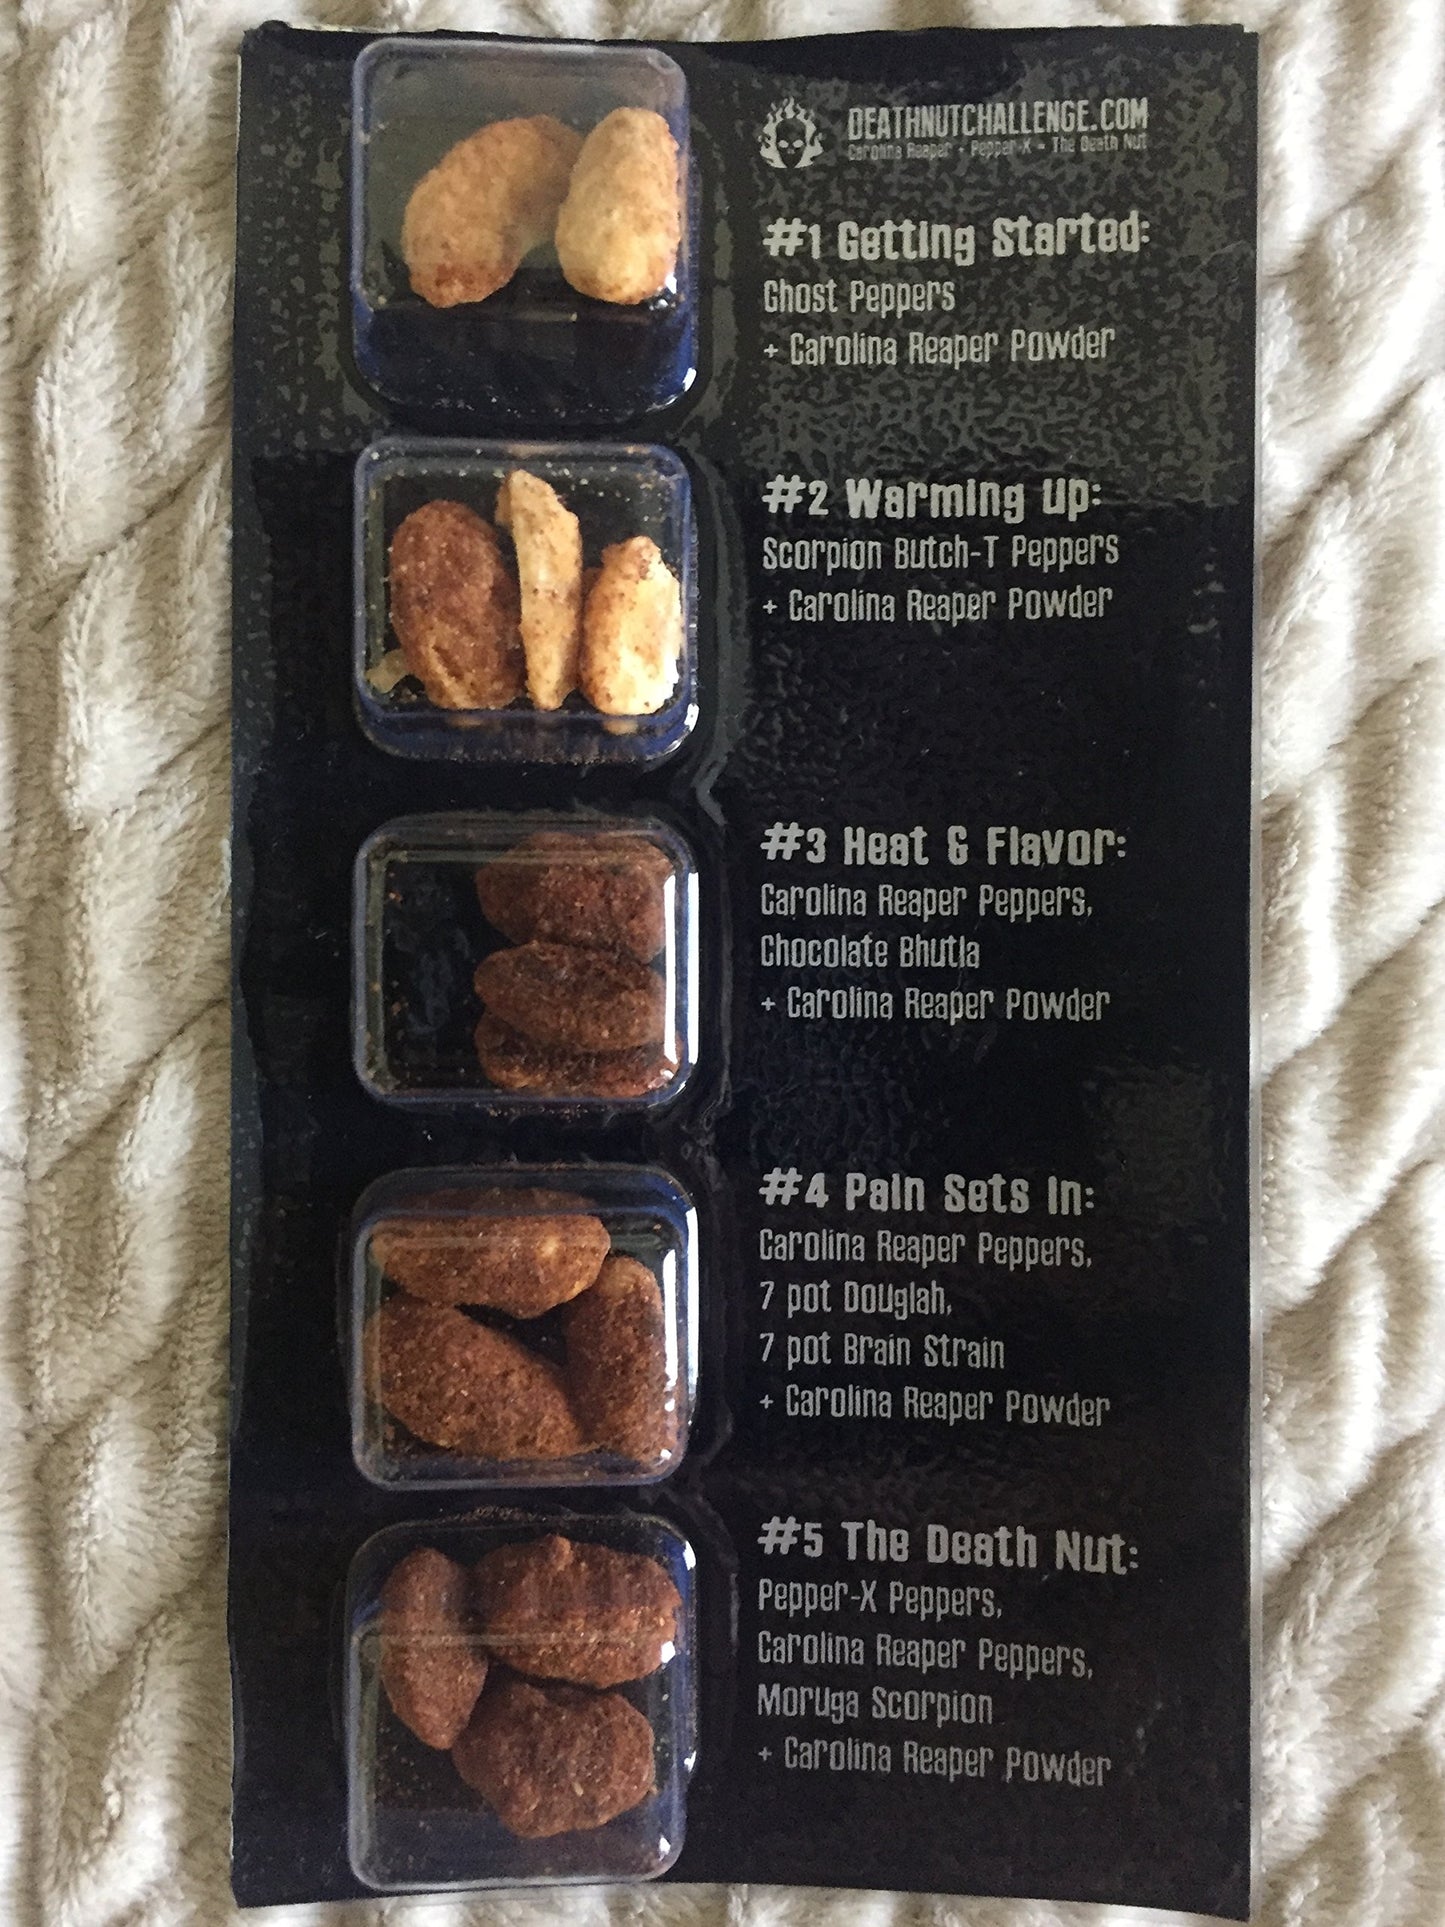 DEATHNUTCHALLENGE.COM
Carolina Reaper + Pepper-X = The Death Nut
#1 Getting Started:
Ghost Peppers
+ Carolina Reaper Powder
#2 Warming Up:
Scorpion Butch-T Peppers
+ Carolina Reaper Powder
#3 Heat & Flavor:
Carolina Reaper Peppers,
Chocolate Bhutla
+ Carolina Reaper Powder
#4 Pain Sets In:
Carolina Reaper Peppers,
7 pot Douglah,
7 pot Brain Strain
+ Carolina Reaper Powder
#5 The Death Nut:
Pepper-X Peppers,
Carolina Reaper Peppers,
Moruga Scorpion
+ Carolina Reaper Powder